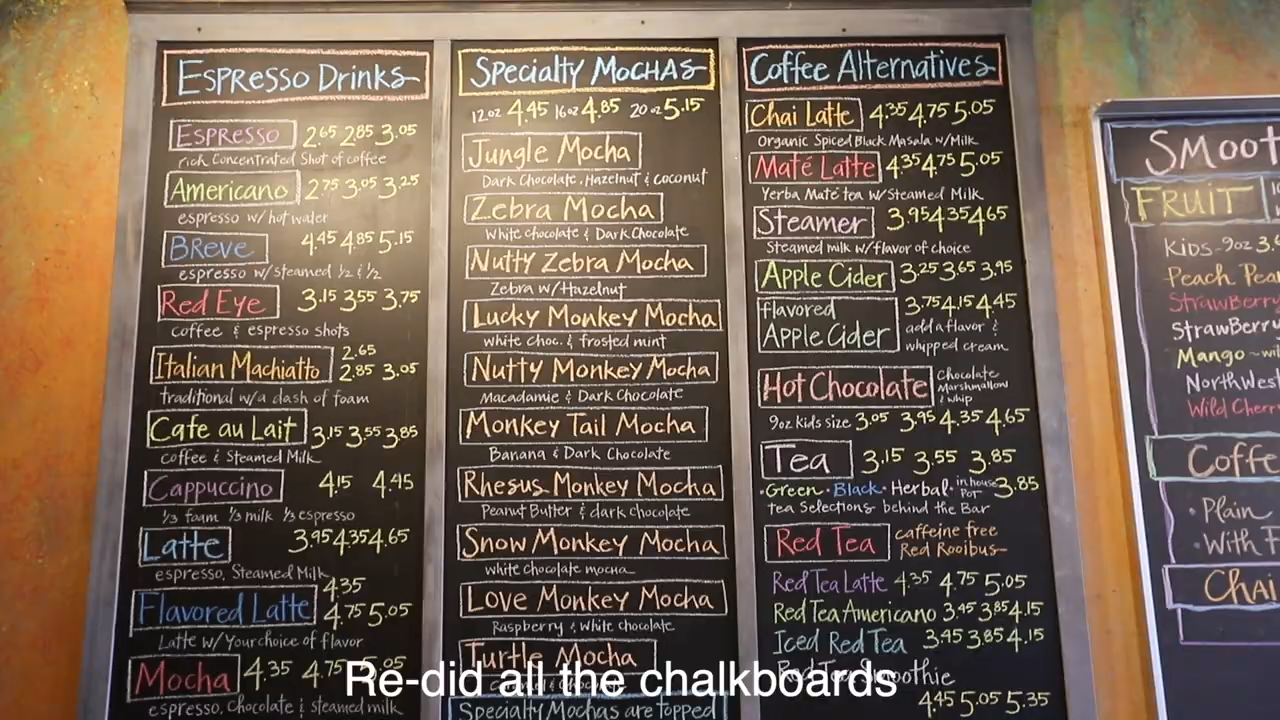 Espresso Drinks
Espresso 2.65 2.85 3.05
rich Concentrated Shot of coffee
Americano 2.75 3.05 3.25
espresso w/hot water
Breve 4.45 4.85 5.15
espresso w/steamed ½ & ½
Red Eye 3.15 3.55 3.75
coffee & espresso shots
Italian Machiatto 2.65 2.85 3.05
traditional w/a dash of foam
Cafe au Lait 3.15 3.55 3.85
coffee & Steamed Milk
Cappuccino 4.15 4.45
⅓ foam ⅓ milk ⅓ espresso
Latte 3.95 4.35 4.65
espresso, Steamed Milk
Flavored Latte 4.35 4.75 5.05
Latte w/Your choice of flavor
Mocha 4.35 4.75 5.05
espresso, Chocolate & steamed milk
Specialty Mochas
12oz 4.45 16oz 4.85 20oz 5.15
Jungle Mocha
Dark Chocolate, Hazelnut & coconut
Zebra Mocha
White chocolate & Dark Chocolate
Nutty Zebra Mocha
Zebra w/Hazelnut
Lucky Monkey Mocha
white choc. & frosted mint
Nutty Monkey Mocha
Macadamie & Dark Chocolate
Monkey Tail Mocha
Banana & Dark Chocolate
Rhesus Monkey Mocha
Peanut Butter & dark chocolate
Snow Monkey Mocha
white chocolate mocha
Love Monkey Mocha
Raspberry & white chocolate
Turtle Mocha
Specialty Mochas are topped
Coffee Alternatives
Chai Latte 4.35 4.75 5.05
Organic Spiced Black Masala w/Milk
Maté Latte 4.35 4.75 5.05
Yerba Maté tea w/Steamed Milk
Steamer 3.95 4.35 4.65
Steamed milk w/flavor of choice
Apple Cider 3.25 3.65 3.95
flavored Apple Cider 3.75 4.15 4.45
add a flavor &
whipped cream
Hot Chocolate Chocolate
Marshmallow
& whip
9oz kids size 3.05 3.95 4.35 4.65
Tea 3.15 3.55 3.85
• Green • Black • Herbal • in house Pot 3.85
tea Selections behind the Bar
Red Tea caffeine free
Red Rooibus
Red Tea Latte 4.35 4.75 5.05
Red Tea Americano 3.45 3.85 4.15
Iced Red Tea 3.45 3.85 4.15
Red Tea Smoothie
4.45 5.05 5.35
Smoot
FRUIT
Kids-9oz 3.
Peach Pea
Strawberry
Strawberry
Mango ~ wi
NorthWest
Wild Cherr
Coffe
• Plain
• With F
Chai
Re-did all the chalkboards